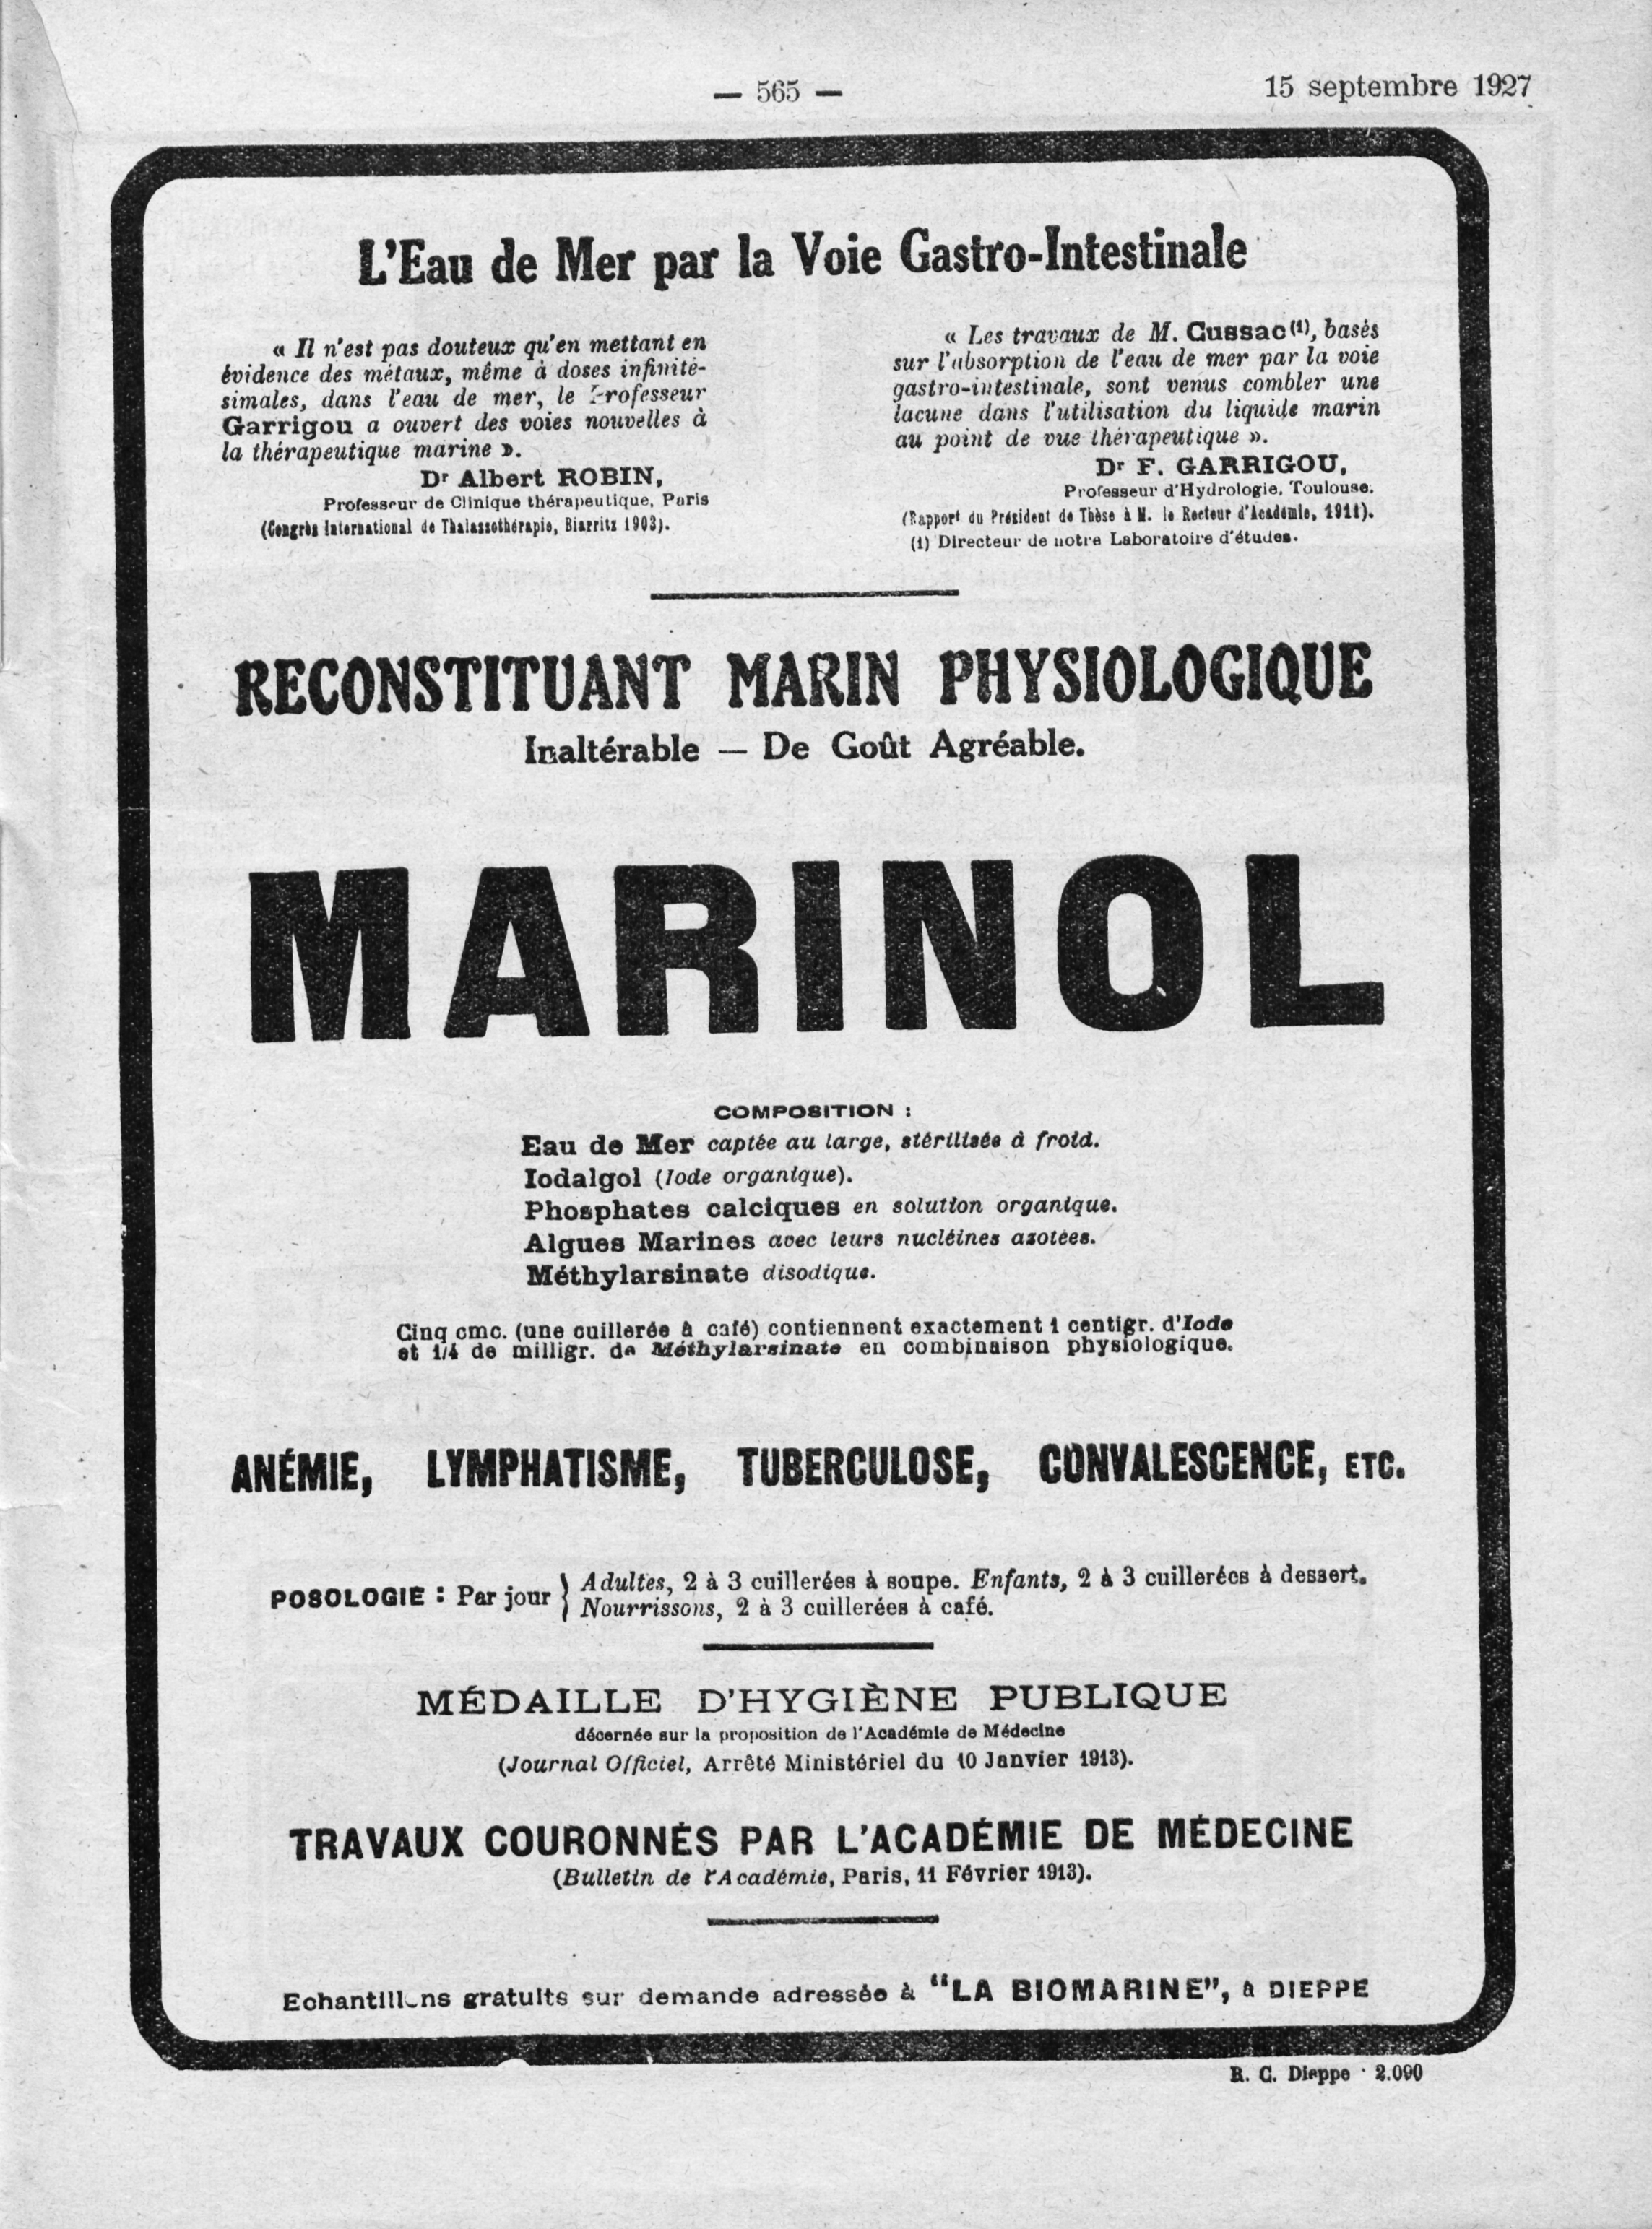 — 565 —
15 septembre 1927
L'Eau de Mer par la Voie Gastro-Intestinale
« Il n'est pas douteux qu'en mettant en
évidence des métaux, même à doses infinité-
simales, dans l'eau de mer, le Professeur
Garrigou a ouvert des voies nouvelles à
la thérapeutique marine ».
Dr Albert ROBIN,
Professeur de Clinique thérapeutique, Paris
(Congrès International de Thalassothérapie, Biarritz 1903).
« Les travaux de M. Cussac (1), basés
sur l'absorption de l'eau de mer par la voie
gastro-intestinale, sont venus combler une
lacune dans l'utilisation du liquide marin
au point de vue thérapeutique ».
Dr F. GARRIGOU,
Professeur d'Hydrologie, Toulouse.
(Rapport du Président de Thèse à M. le Recteur d'Académie, 1911).
(1) Directeur de notre Laboratoire d'études.
RECONSTITUANT MARIN PHYSIOLOGIQUE
Inaltérable — De Goût Agréable.
MARINOL
COMPOSITION :
Eau de Mer captée au large, stérilisée à froid.
Iodalgol (Iode organique).
Phosphates calciques en solution organique.
Algues Marines avec leurs nucléines azotées.
Méthylarsinate disodique.
Cinq cmc. (une cuillerée à café) contiennent exactement 1 centigr. d'Iode
et 1/4 de milligr. de Méthylarsinate en combinaison physiologique.
ANÉMIE, LYMPHATISME, TUBERCULOSE, CONVALESCENCE, ETC.
POSOLOGIE : Par jour } Adultes, 2 à 3 cuillerées à soupe. Enfants, 2 à 3 cuillerées à dessert.
Nourrissons, 2 à 3 cuillerées à café.
MÉDAILLE D'HYGIÈNE PUBLIQUE
décernée sur la proposition de l'Académie de Médecine
(Journal Officiel, Arrêté Ministériel du 10 Janvier 1913).
TRAVAUX COURONNÉS PAR L'ACADÉMIE DE MÉDECINE
(Bulletin de l'Académie, Paris, 11 Février 1913).
Echantillons gratuits sur demande adressée à "LA BIOMARINE", à DIEPPE
R. C. Dieppe · 2.090